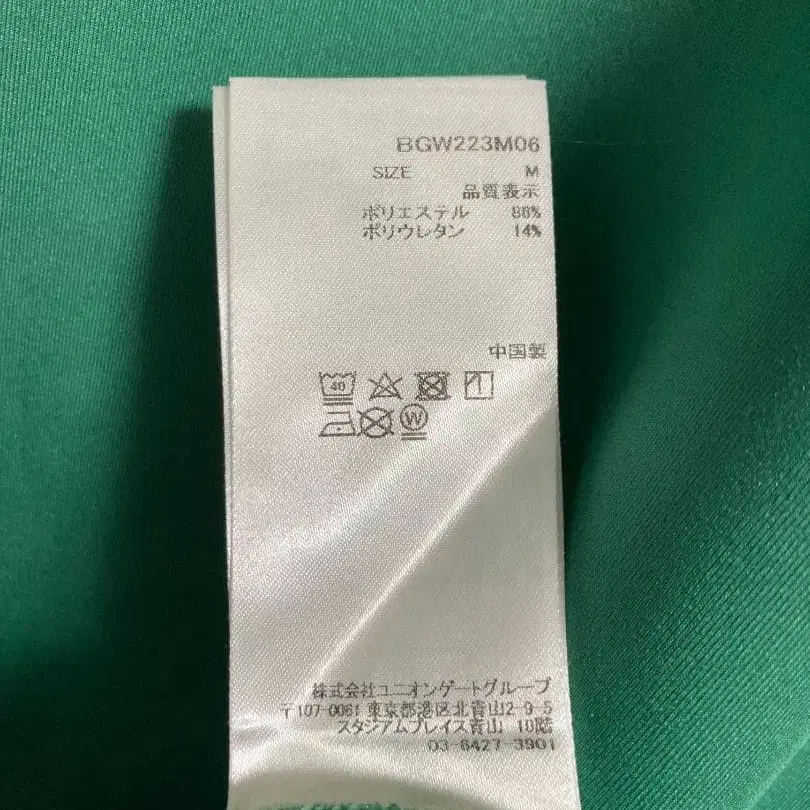 BGW223M06
SIZE M
品質表示
ポリエステル 86%
ポリウレタン 14%
中国製
40
W
株式会社ユニオンゲートグループ
〒107-0061 東京都港区北青山2-9-5
スタジアムプレイス青山 10階
03-6427-3901